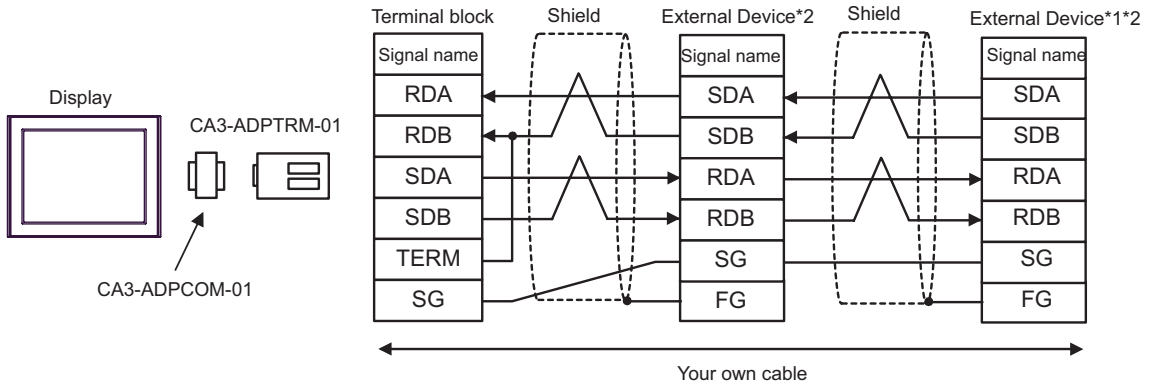 Terminal block
Shield
External Device*2
Shield
External Device*1*2
Signal name
Signal name
Signal name
RDA
SDA
SDA
RDB
SDB
SDB
SDA
RDA
RDA
SDB
RDB
RDB
TERM
SG
SG
SG
FG
FG
Display
CA3-ADPTRM-01
CA3-ADPCOM-01
Your own cable